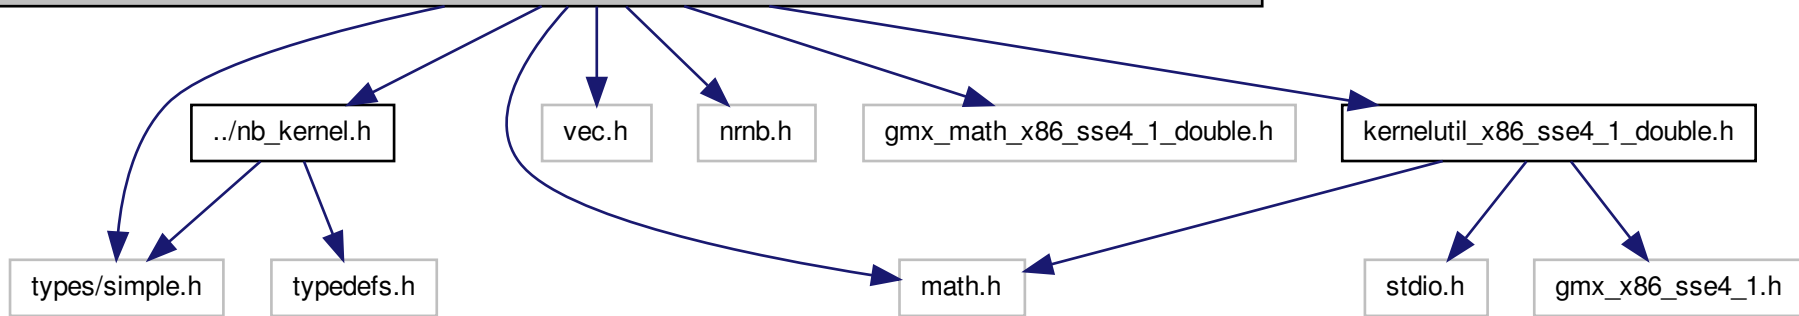 ../nb_kernel.h
vec.h
nrnb.h
gmx_math_x86_sse4_1_double.h
kernelutil_x86_sse4_1_double.h
types/simple.h
typedefs.h
math.h
stdio.h
gmx_x86_sse4_1.h